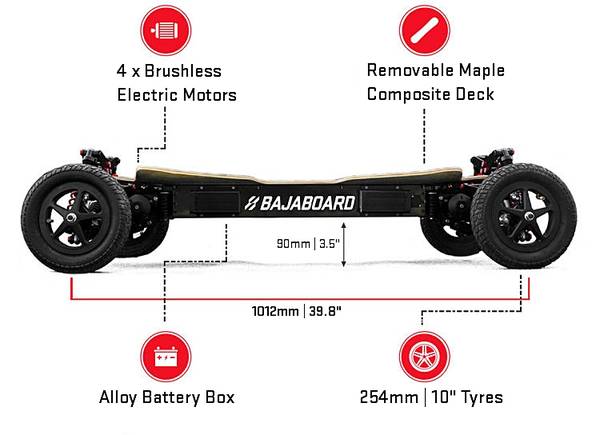 4 x Brushless
Electric Motors
Removable Maple
Composite Deck
BAJABOARD
90mm | 3.5"
1012mm | 39.8"
Alloy Battery Box
254mm | 10" Tyres